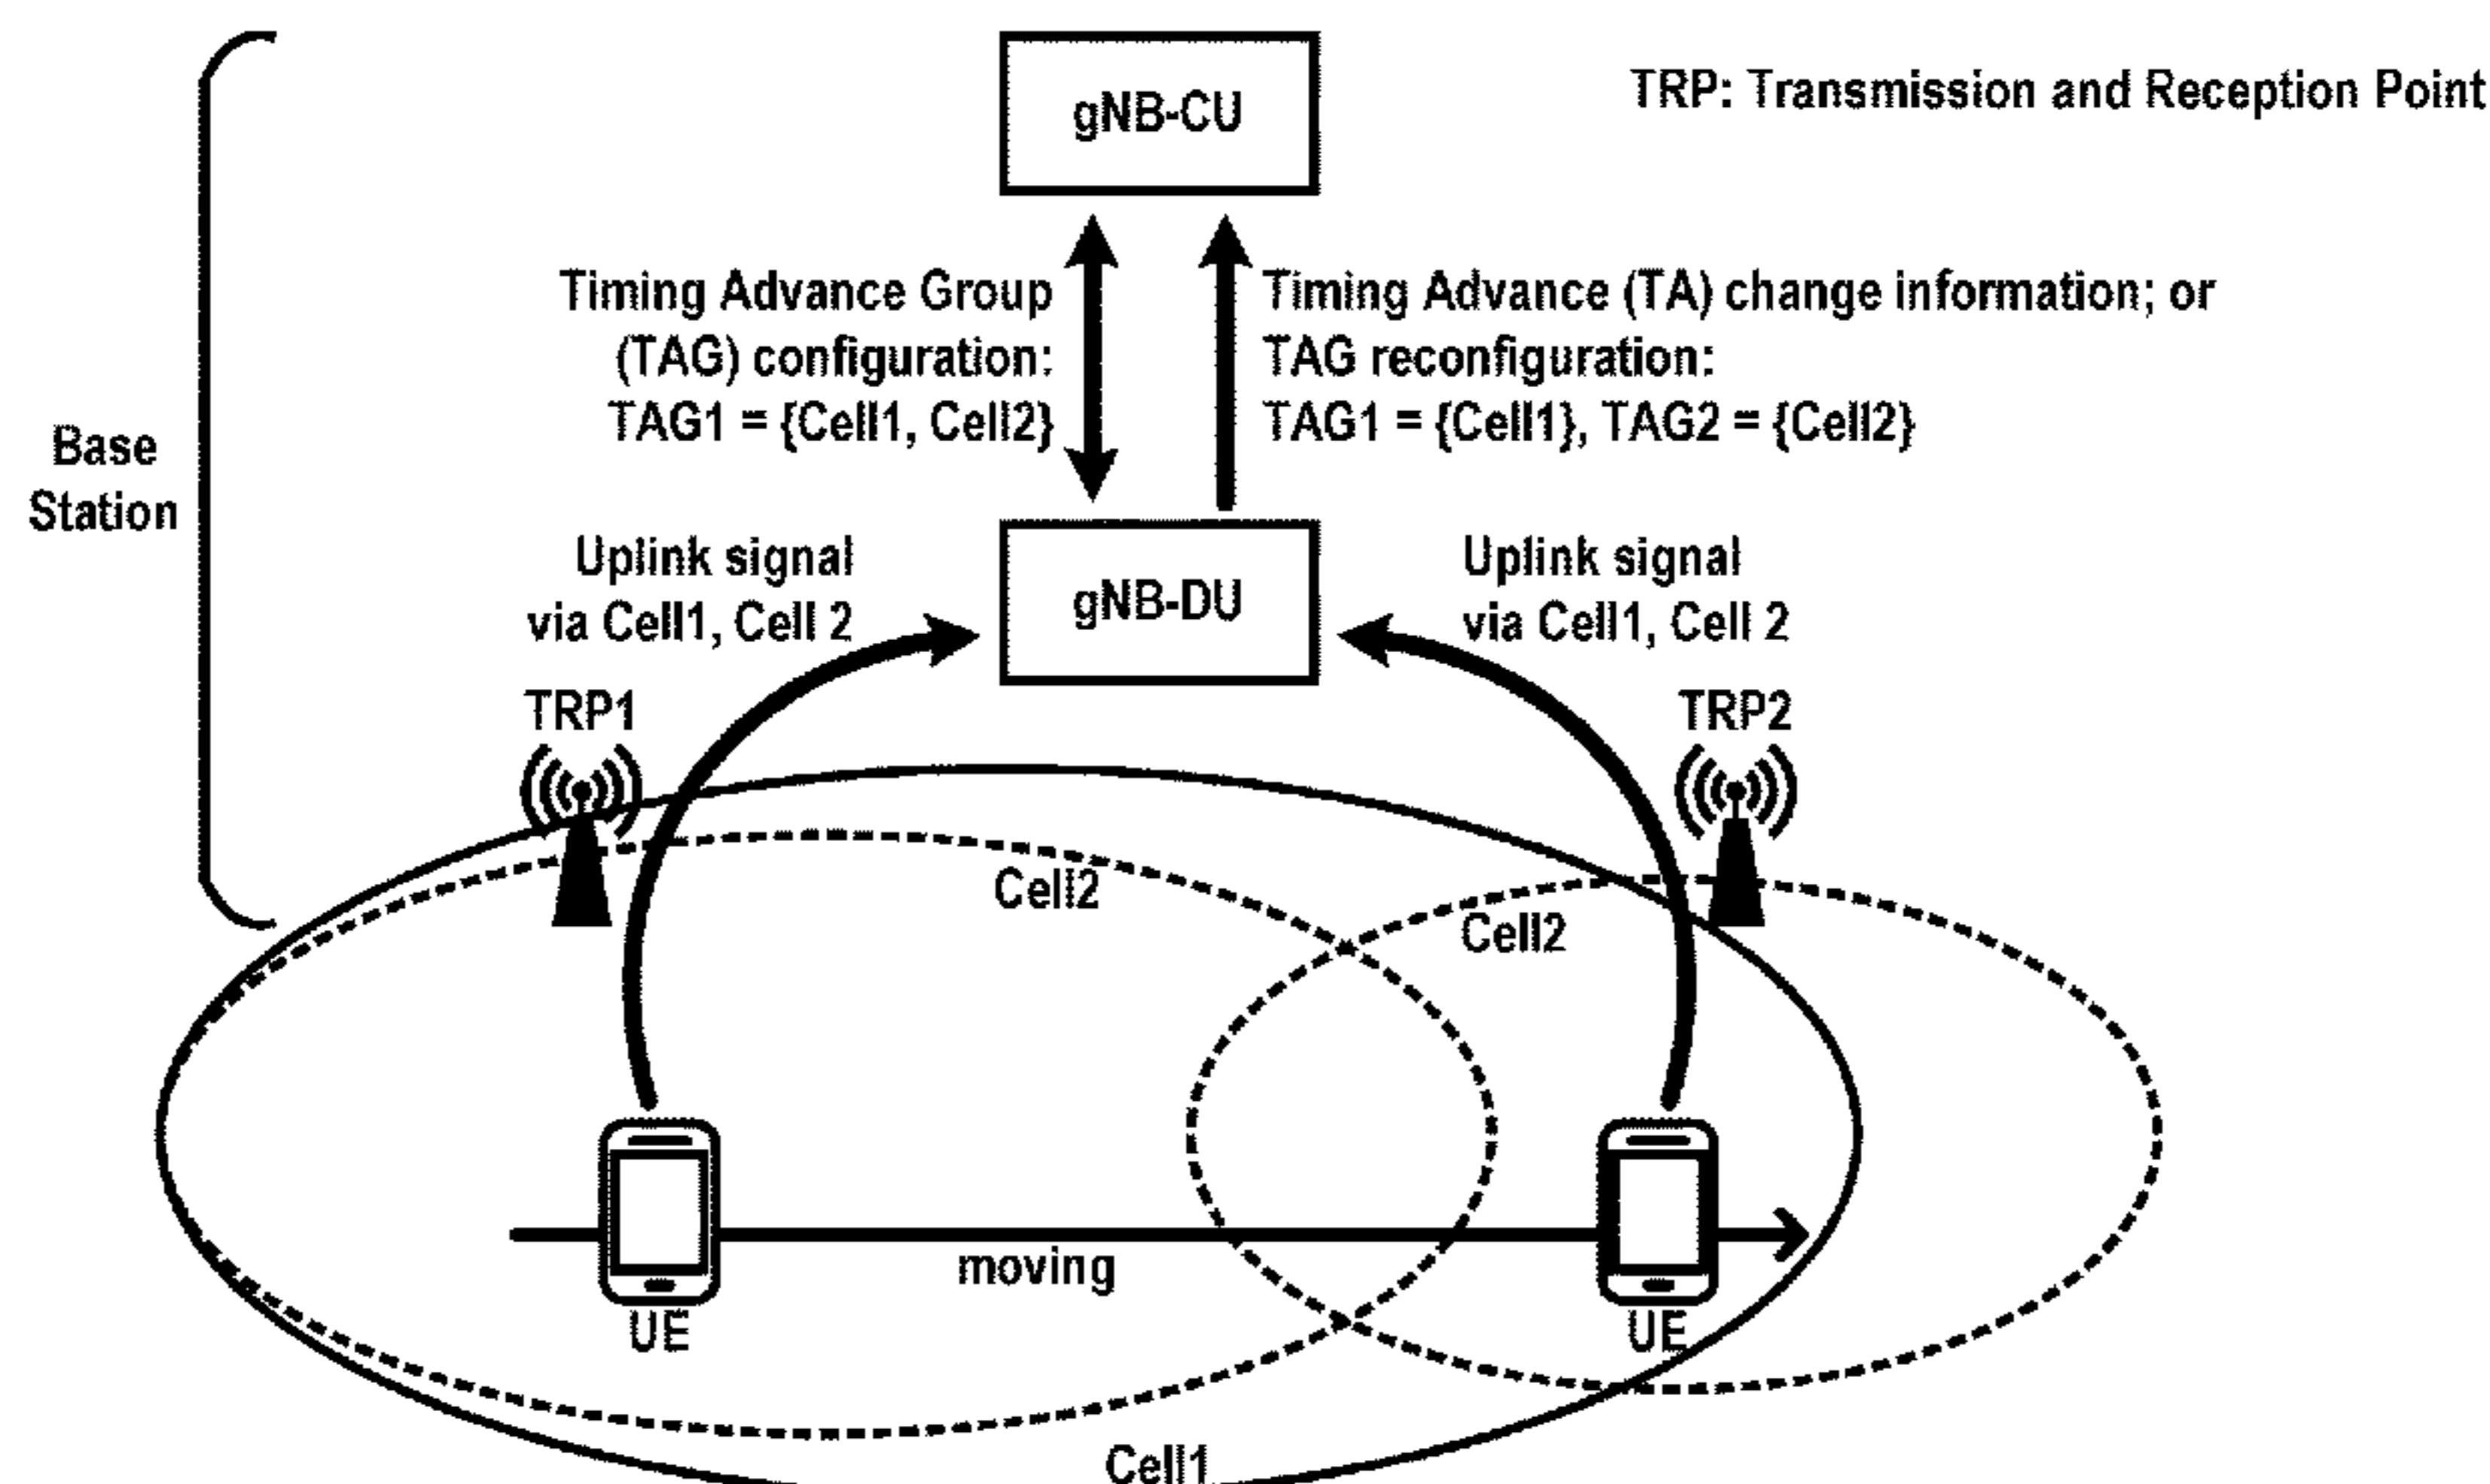 gNB-CU
TRP: Transmission and Reception Point
Timing Advance Group
(TAG) configuration:
TAG1 = {Cell1, Cell2}
Timing Advance (TA) change information; or
TAG reconfiguration:
TAG1 = {Cell1}, TAG2 = {Cell2}
Base
Station
Uplink signal
via Cell1, Cell 2
gNB-DU
Uplink signal
via Cell1, Cell 2
TRP1
TRP2
Cell2
Cell2
moving
UE
UE
Cell1